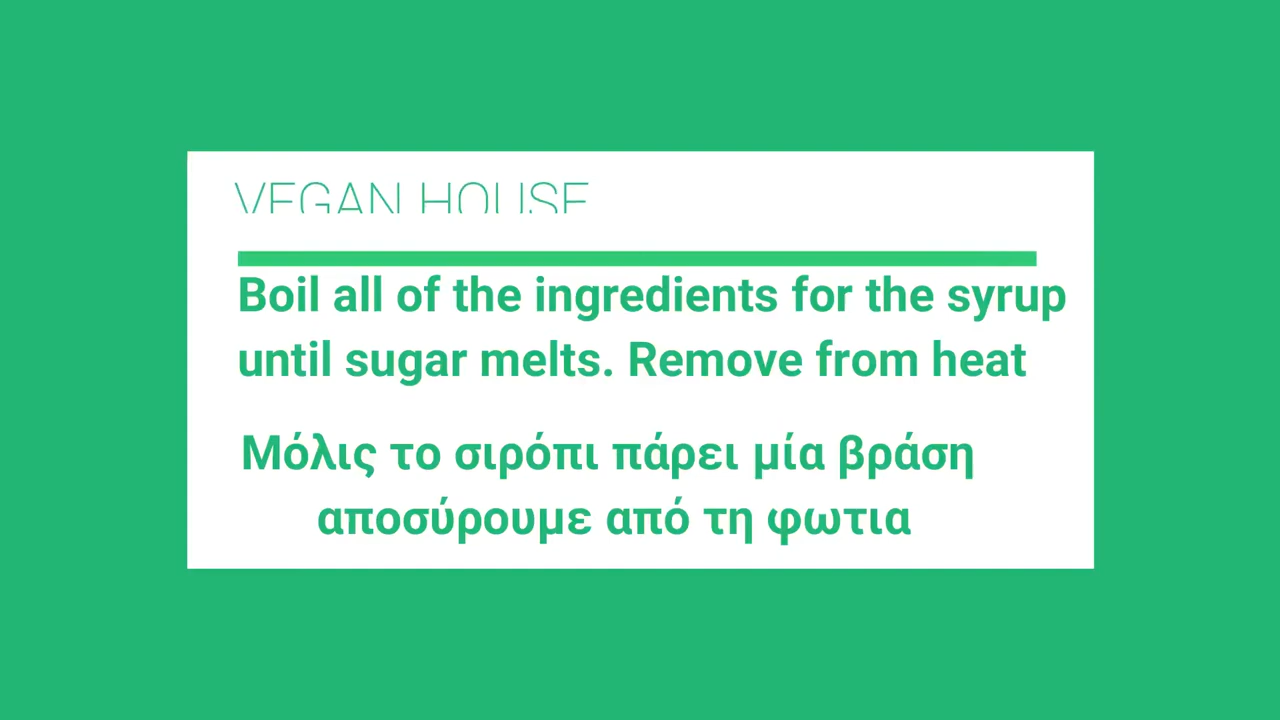 VEGAN HOUSE
Boil all of the ingredients for the syrup
until sugar melts. Remove from heat
Μόλις το σιρόπι πάρει μία βράση
αποσύρουμε από τη φωτια